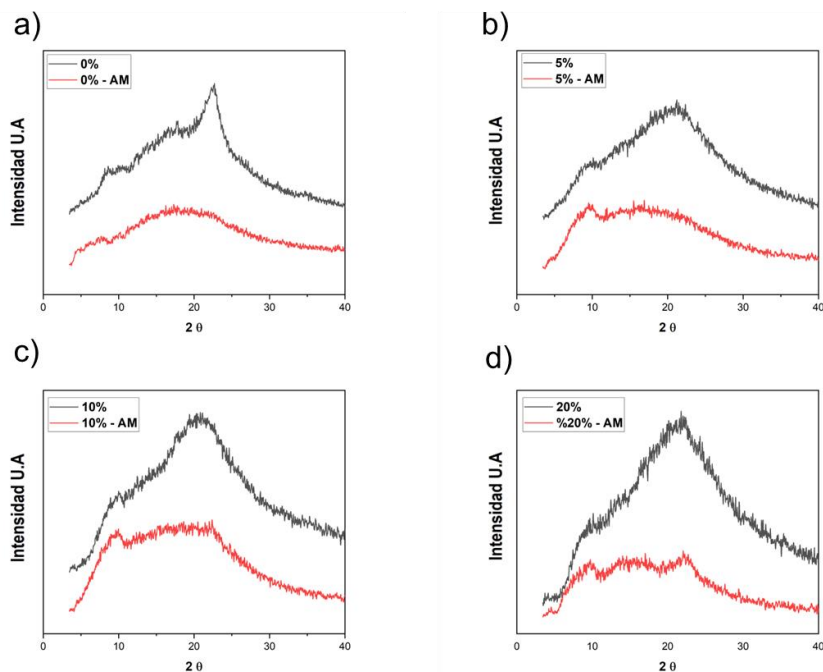 a)
0%
0% - AM
Intensidad U.A
0 10 20 30 40
2 θ
b)
5%
5% - AM
Intensidad U.A
0 10 20 30 40
2 θ
c)
10%
10% - AM
Intensidad U.A
0 10 20 30 40
2 θ
d)
20%
%20% - AM
Intensidad U.A
0 10 20 30 40
2 θ